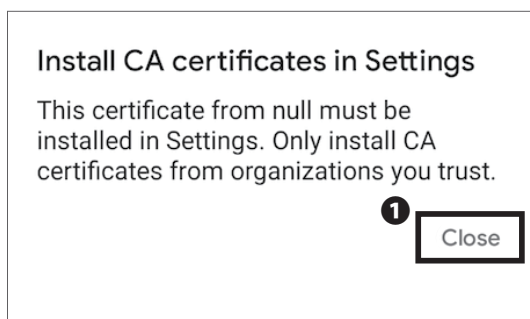 Install CA certificates in Settings
This certificate from null must be
installed in Settings. Only install CA
certificates from organizations you trust.
❶
Close